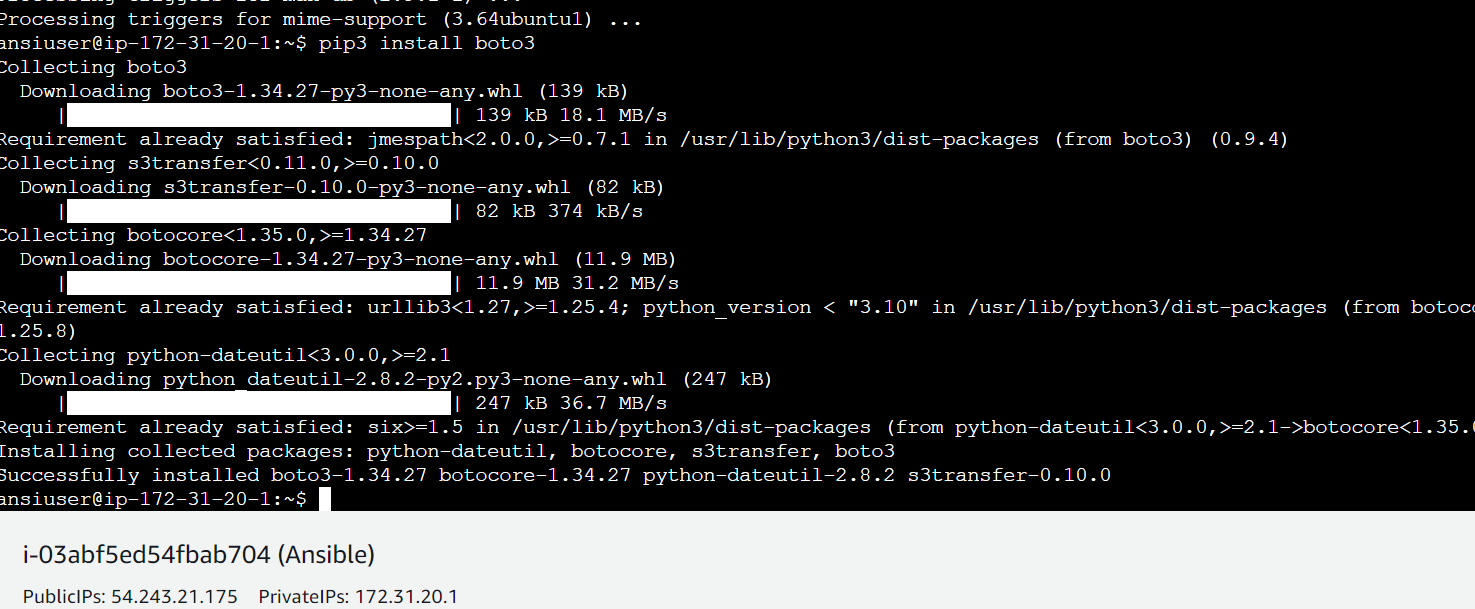 Processing triggers for mime-support (3.64ubuntu1) ...
ansiuser@ip-172-31-20-1:~$ pip3 install boto3
Collecting boto3
Downloading boto3-1.34.27-py3-none-any.whl (139 kB)
| | 139 kB 18.1 MB/s
Requirement already satisfied: jmespath<2.0.0,>=0.7.1 in /usr/lib/python3/dist-packages (from boto3) (0.9.4)
Collecting s3transfer<0.11.0,>=0.10.0
Downloading s3transfer-0.10.0-py3-none-any.whl (82 kB)
| | 82 kB 374 kB/s
Collecting botocore<1.35.0,>=1.34.27
Downloading botocore-1.34.27-py3-none-any.whl (11.9 MB)
| | 11.9 MB 31.2 MB/s
Requirement already satisfied: urllib3<1.27,>=1.25.4; python_version < "3.10" in /usr/lib/python3/dist-packages (from botoc
1.25.8)
Collecting python-dateutil<3.0.0,>=2.1
Downloading python_dateutil-2.8.2-py2.py3-none-any.whl (247 kB)
| | 247 kB 36.7 MB/s
Requirement already satisfied: six>=1.5 in /usr/lib/python3/dist-packages (from python-dateutil<3.0.0,>=2.1->botocore<1.35.
Installing collected packages: python-dateutil, botocore, s3transfer, boto3
Successfully installed boto3-1.34.27 botocore-1.34.27 python-dateutil-2.8.2 s3transfer-0.10.0
ansiuser@ip-172-31-20-1:~$
i-03abf5ed54fbab704 (Ansible)
PublicIPs: 54.243.21.175 PrivateIPs: 172.31.20.1